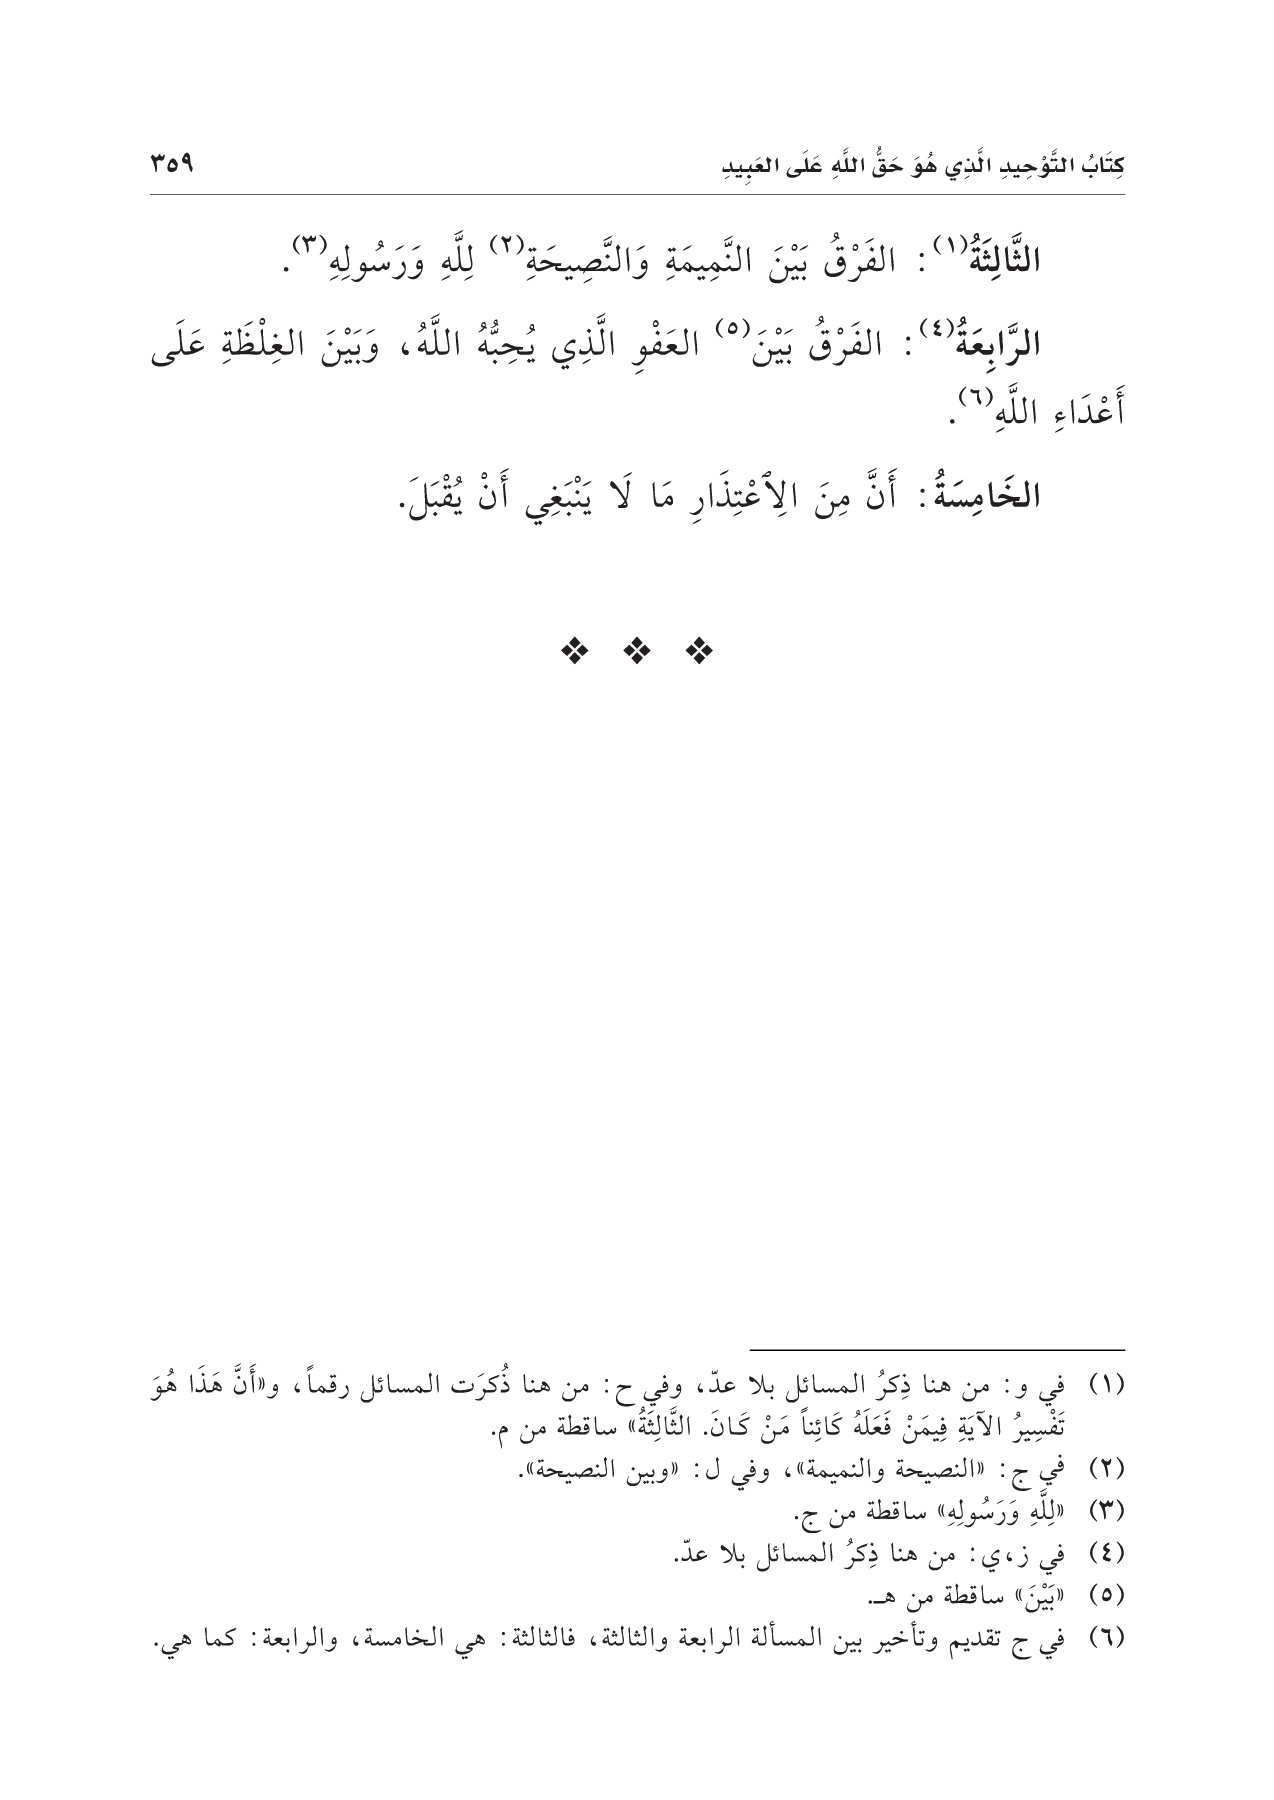 كِتَابُ التَّوْحِيدِ الَّذِي هُوَ حَقُّ اللَّهِ عَلَى العَبِيدِ ٣٥٩
الثَّالِثَةُ(١): الفَرْقُ بَيْنَ النَّمِيمَةِ وَالنَّصِيحَةِ(٢) لِلَّهِ وَرَسُولِهِ(٣).
الرَّابِعَةُ(٤): الفَرْقُ بَيْنَ(٥) العَفْوِ الَّذِي يُحِبُّهُ اللَّهُ، وَبَيْنَ الغِلْظَةِ عَلَى
أَعْدَاءِ اللَّهِ(٦).
الخَامِسَةُ: أَنَّ مِنَ الِٱعْتِذَارِ مَا لَا يَنْبَغِي أَنْ يُقْبَلَ.
❖ ❖ ❖
(١) في و: من هنا ذِكرُ المسائل بلا عدّ، وفي ح: من هنا ذُكرَت المسائل رقماً، و«أَنَّ هَذَا هُوَ
تَفْسِيرُ الآيَةِ فِيمَنْ فَعَلَهُ كَائِناً مَنْ كَانَ. الثَّالِثَةُ» ساقطة من م.
(٢) في ج: «النصيحة والنميمة»، وفي ل: «وبين النصيحة».
(٣) «لِلَّهِ وَرَسُولِهِ» ساقطة من ج.
(٤) في ز،ي: من هنا ذِكرُ المسائل بلا عدّ.
(٥) «بَيْنَ» ساقطة من هـ.
(٦) في ج تقديم وتأخير بين المسألة الرابعة والثالثة، فالثالثة: هي الخامسة، والرابعة: كما هي.